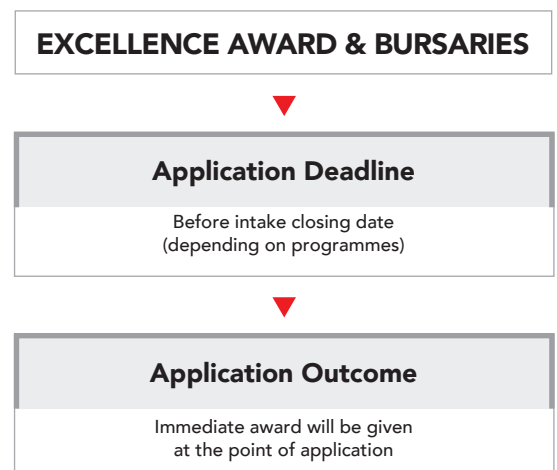 EXCELLENCE AWARD & BURSARIES
Application Deadline
Before intake closing date
(depending on programmes)
Application Outcome
Immediate award will be given
at the point of application